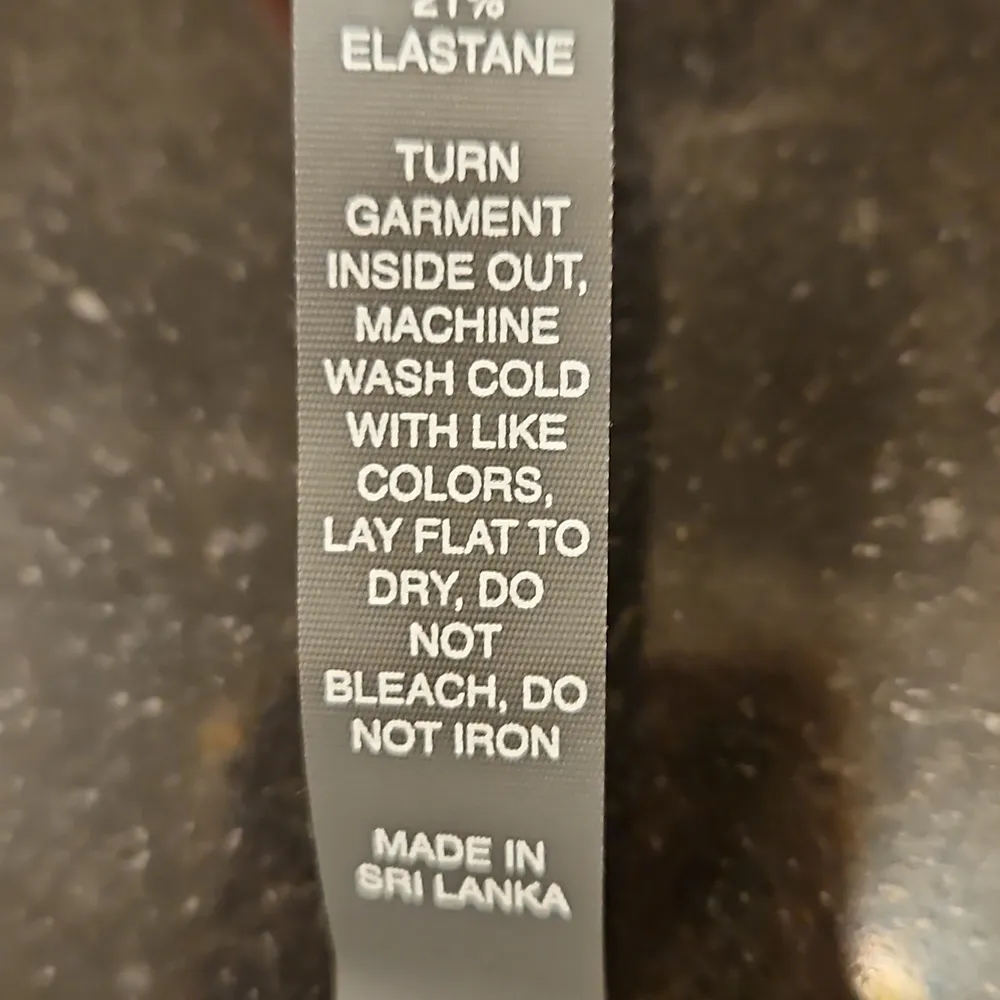 21%
ELASTANE
TURN
GARMENT
INSIDE OUT,
MACHINE
WASH COLD
WITH LIKE
COLORS,
LAY FLAT TO
DRY, DO
NOT
BLEACH, DO
NOT IRON
MADE IN
SRI LANKA